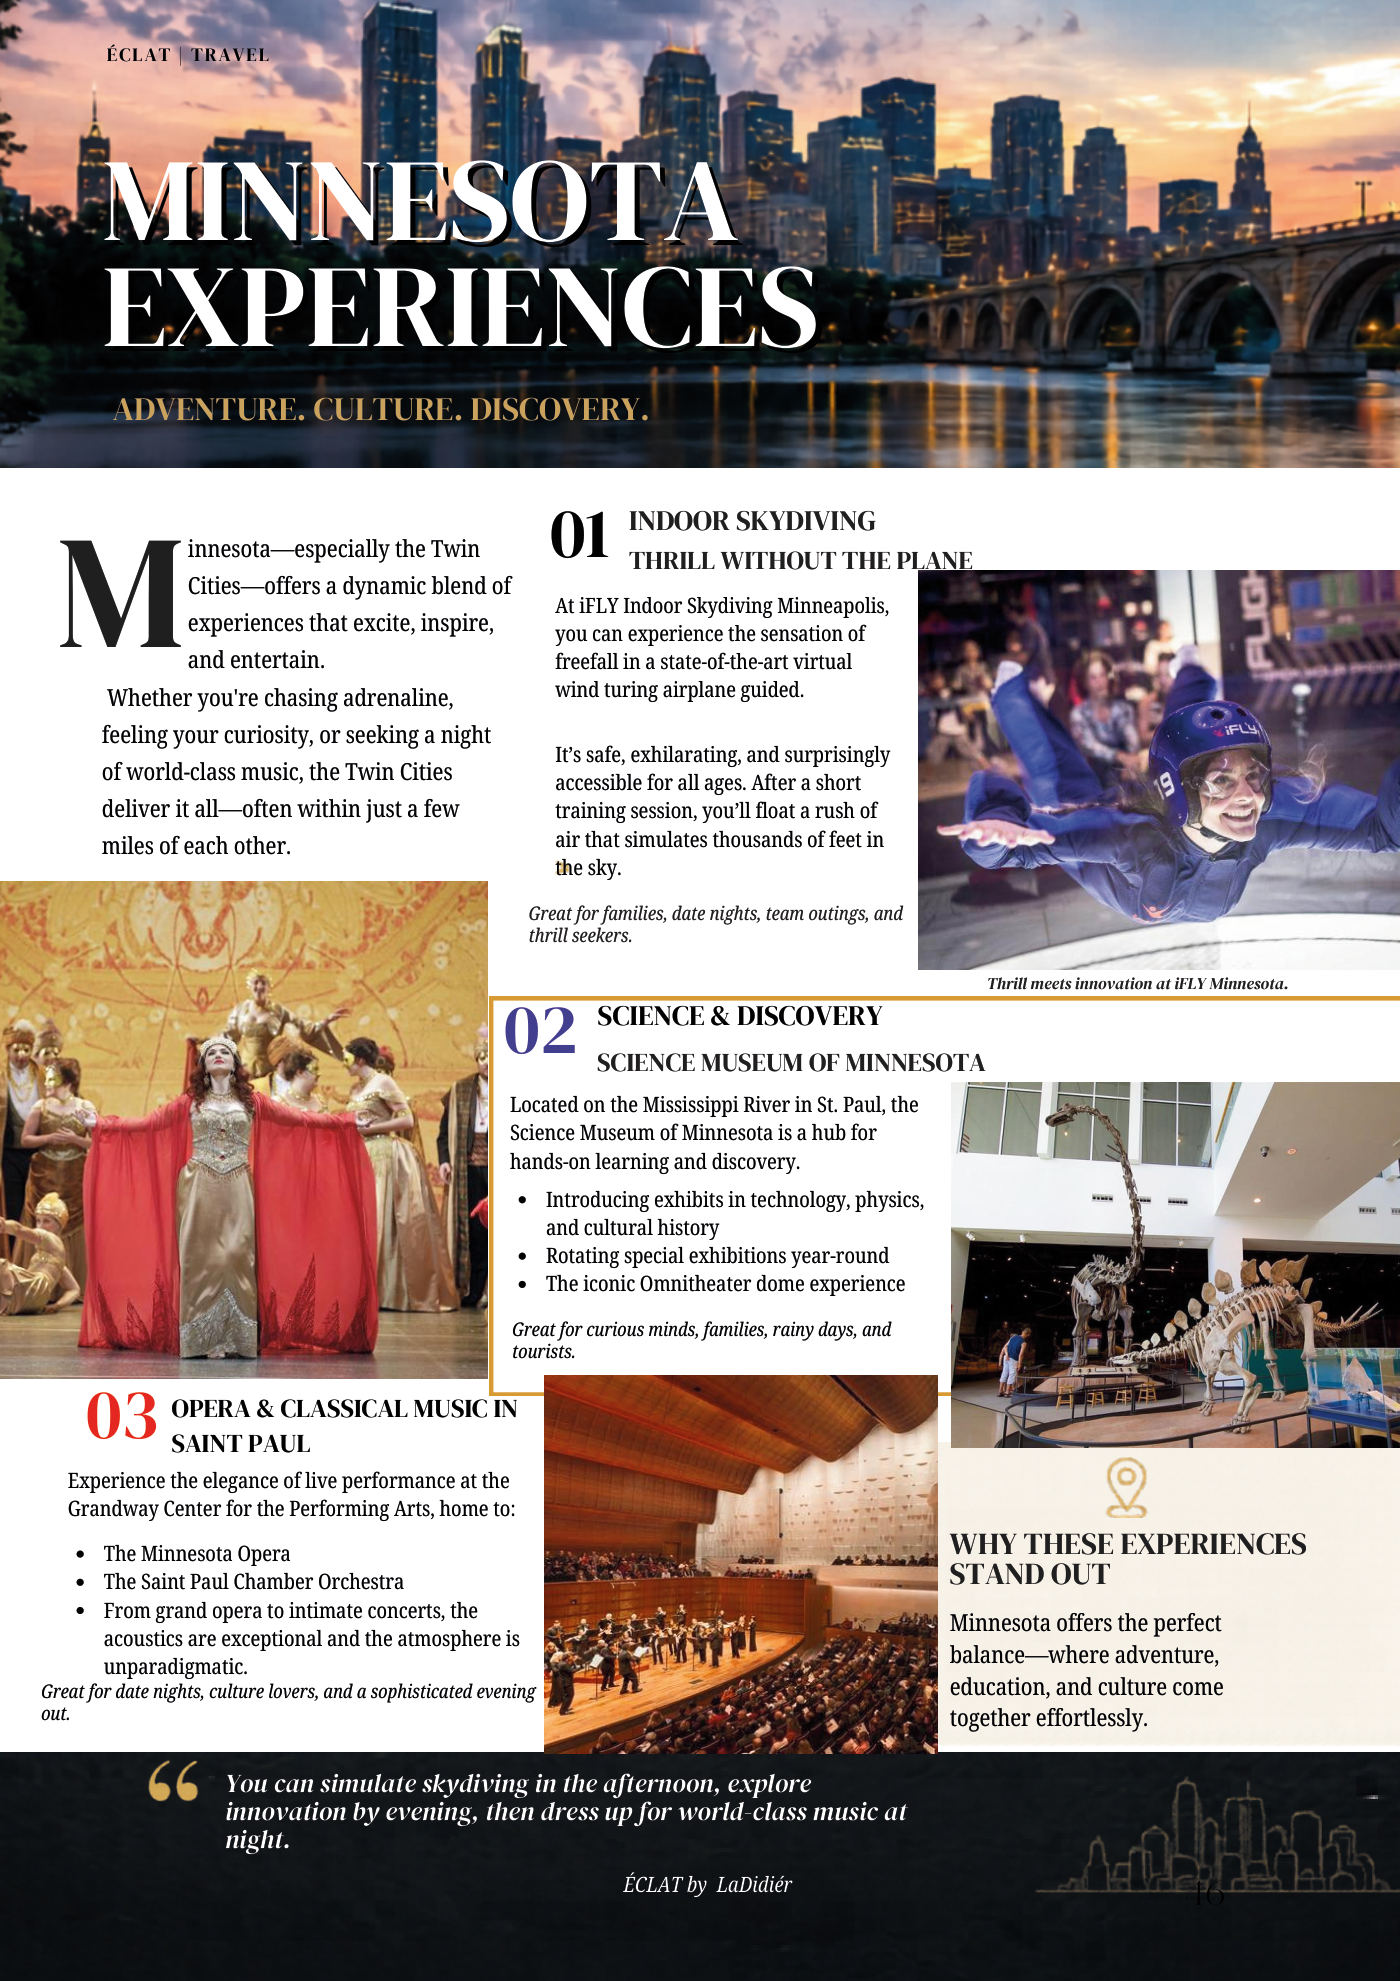 ÉCLAT | TRAVEL
MINNESOTA
EXPERIENCES
ADVENTURE. CULTURE. DISCOVERY.
Minnesota—especially the Twin
Cities—offers a dynamic blend of
experiences that excite, inspire,
and entertain.
Whether you're chasing adrenaline,
feeling your curiosity, or seeking a night
of world-class music, the Twin Cities
deliver it all—often within just a few
miles of each other.
01 INDOOR SKYDIVING
THRILL WITHOUT THE PLANE
At iFLY Indoor Skydiving Minneapolis,
you can experience the sensation of
freefall in a state-of-the-art virtual
wind turing airplane guided.
It’s safe, exhilarating, and surprisingly
accessible for all ages. After a short
training session, you’ll float a rush of
air that simulates thousands of feet in
the sky.
Great for families, date nights, team outings, and
thrill seekers.
FLIGH
iFLY
19
Thrill meets innovation at iFLY Minnesota.
02 SCIENCE & DISCOVERY
SCIENCE MUSEUM OF MINNESOTA
Located on the Mississippi River in St. Paul, the
Science Museum of Minnesota is a hub for
hands-on learning and discovery.
• Introducing exhibits in technology, physics,
and cultural history
• Rotating special exhibitions year-round
• The iconic Omnitheater dome experience
Great for curious minds, families, rainy days, and
tourists.
03 OPERA & CLASSICAL MUSIC IN
SAINT PAUL
Experience the elegance of live performance at the
Grandway Center for the Performing Arts, home to:
• The Minnesota Opera
• The Saint Paul Chamber Orchestra
• From grand opera to intimate concerts, the
acoustics are exceptional and the atmosphere is
unparadigmatic.
Great for date nights, culture lovers, and a sophisticated evening
out.
WHY THESE EXPERIENCES
STAND OUT
Minnesota offers the perfect
balance—where adventure,
education, and culture come
together effortlessly.
“ You can simulate skydiving in the afternoon, explore
innovation by evening, then dress up for world-class music at
night.
ÉCLAT by LaDidiér
16